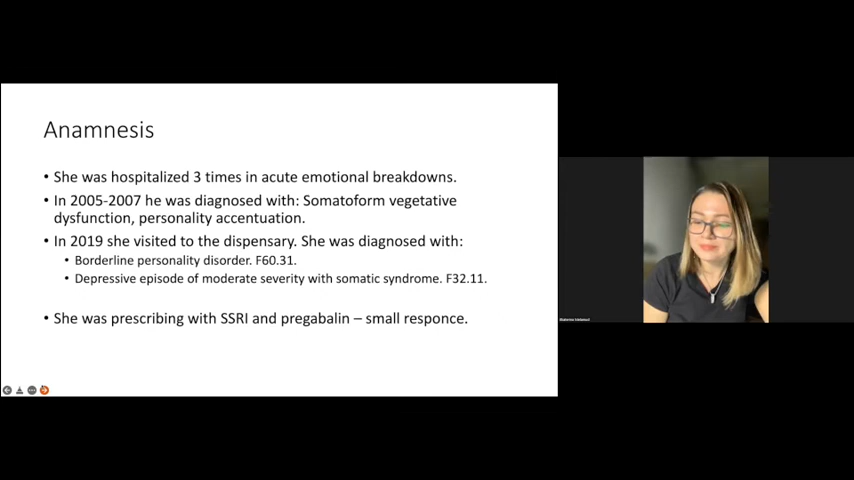 Anamnesis
• She was hospitalized 3 times in acute emotional breakdowns.
• In 2005-2007 he was diagnosed with: Somatoform vegetative
dysfunction, personality accentuation.
• In 2019 she visited to the dispensary. She was diagnosed with:
• Borderline personality disorder. F60.31.
• Depressive episode of moderate severity with somatic syndrome. F32.11.
• She was prescribing with SSRI and pregabalin – small responce.